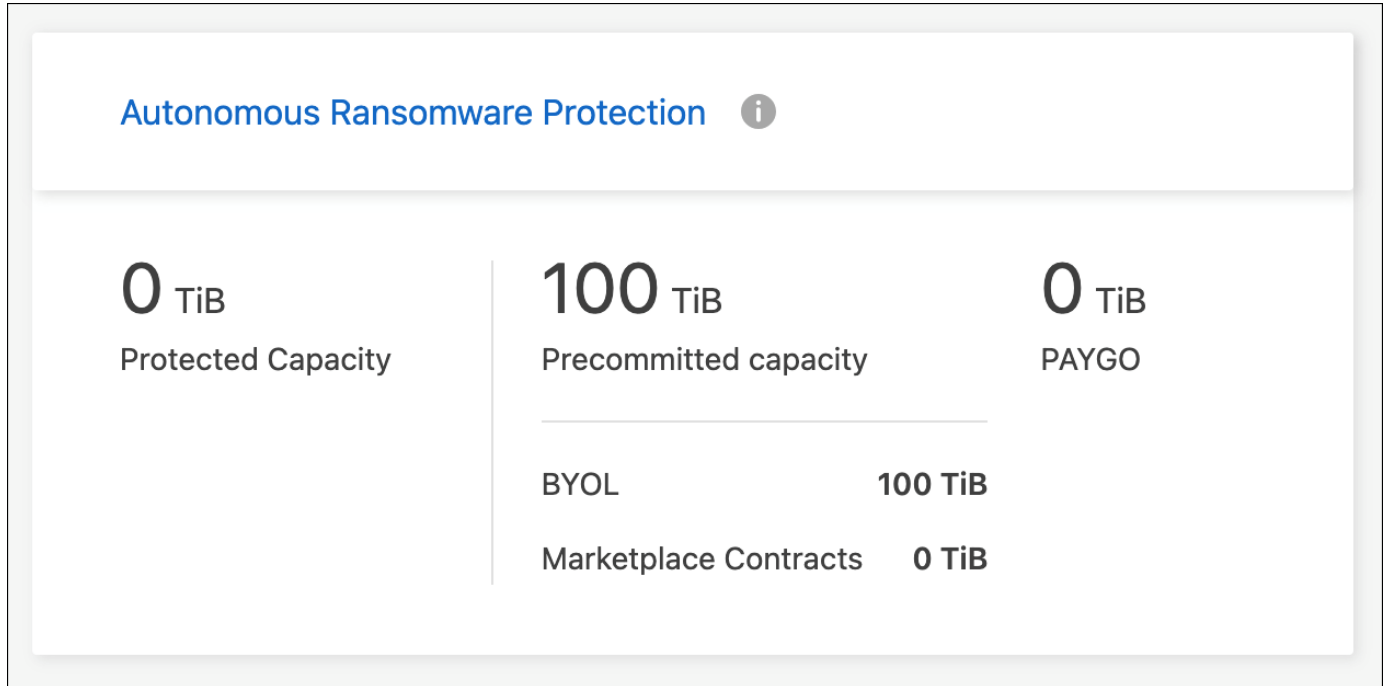 Autonomous Ransomware Protection
0 TiB
Protected Capacity
100 TiB
Precommitted capacity
BYOL 100 TiB
Marketplace Contracts 0 TiB
0 TiB
PAYGO